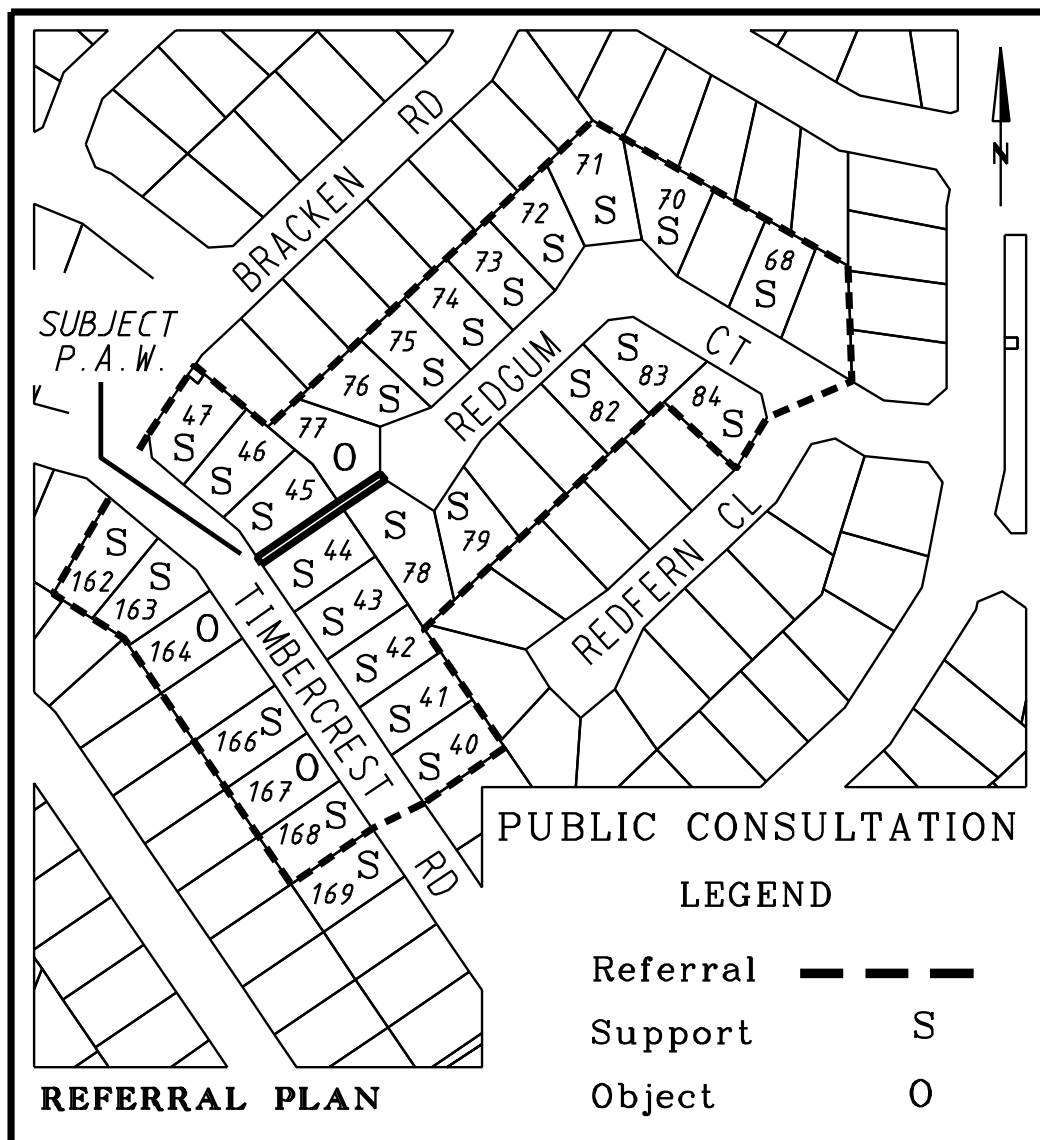 BRACKEN RD
N
71
S
72
S
70
S
73
S
68
S
74
S
SUBJECT
P.A.W.
75
S
REDGUM CT
76
S
83
S
82
S
84
S
47
S
77
O
46
S
45
S
79
S
78
S
REDFERN CL
44
S
43
S
42
S
41
S
40
S
162
S
163
S
164
O
TIMBERCREST RD
166
S
167
O
168
S
169
S
PUBLIC CONSULTATION
LEGEND
Referral
Support S
Object O
REFERRAL PLAN